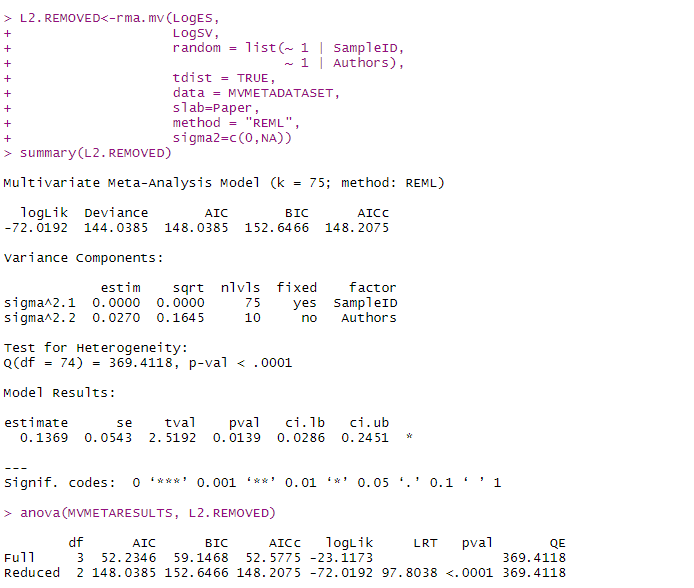 > L2.REMOVED<-rma.mv(LogES,
+                    LogSV,
+                    random = list(~ 1 | SampleID,
+                                  ~ 1 | Authors),
+                    tdist = TRUE,
+                    data = MVMETADATASET,
+                    slab=Paper,
+                    method = "REML",
+                    sigma2=c(0,NA))
> summary(L2.REMOVED)
Multivariate Meta-Analysis Model (k = 75; method: REML)
  logLik  Deviance       AIC       BIC      AICc
-72.0192  144.0385  148.0385  152.6466  148.2075
Variance Components:
            estim    sqrt  nlvls  fixed    factor
sigma^2.1  0.0000  0.0000     75    yes  SampleID
sigma^2.2  0.0270  0.1645     10     no   Authors
Test for Heterogeneity:
Q(df = 74) = 369.4118, p-val < .0001
Model Results:
estimate      se    tval    pval   ci.lb   ci.ub
  0.1369  0.0543  2.5192  0.0139  0.0286  0.2451  *
---
Signif. codes:  0 ‘***’ 0.001 ‘**’ 0.01 ‘*’ 0.05 ‘.’ 0.1 ‘ ’ 1
> anova(MVMETARESULTS, L2.REMOVED)
        df      AIC      BIC     AICc   logLik     LRT   pval       QE
Full     3  52.2346  59.1468  52.5775 -23.1173                369.4118
Reduced  2 148.0385 152.6466 148.2075 -72.0192 97.8038 <.0001 369.4118